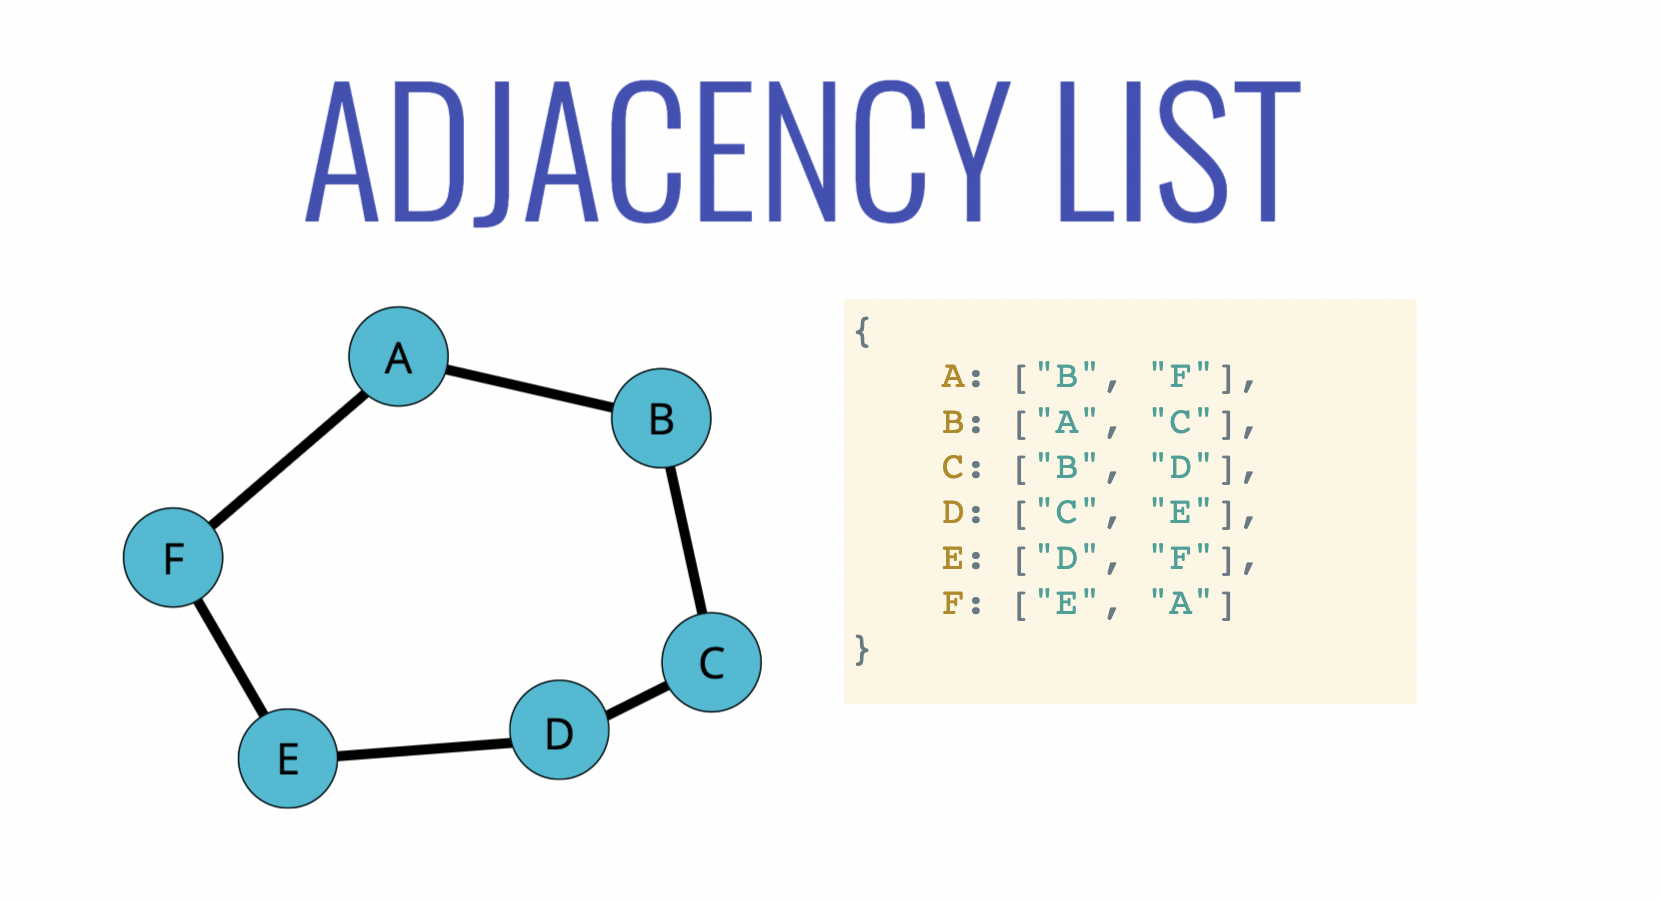 ADJACENCY LIST
A
B
F
C
D
E
{
A: ["B", "F"],
B: ["A", "C"],
C: ["B", "D"],
D: ["C", "E"],
E: ["D", "F"],
F: ["E", "A"]
}